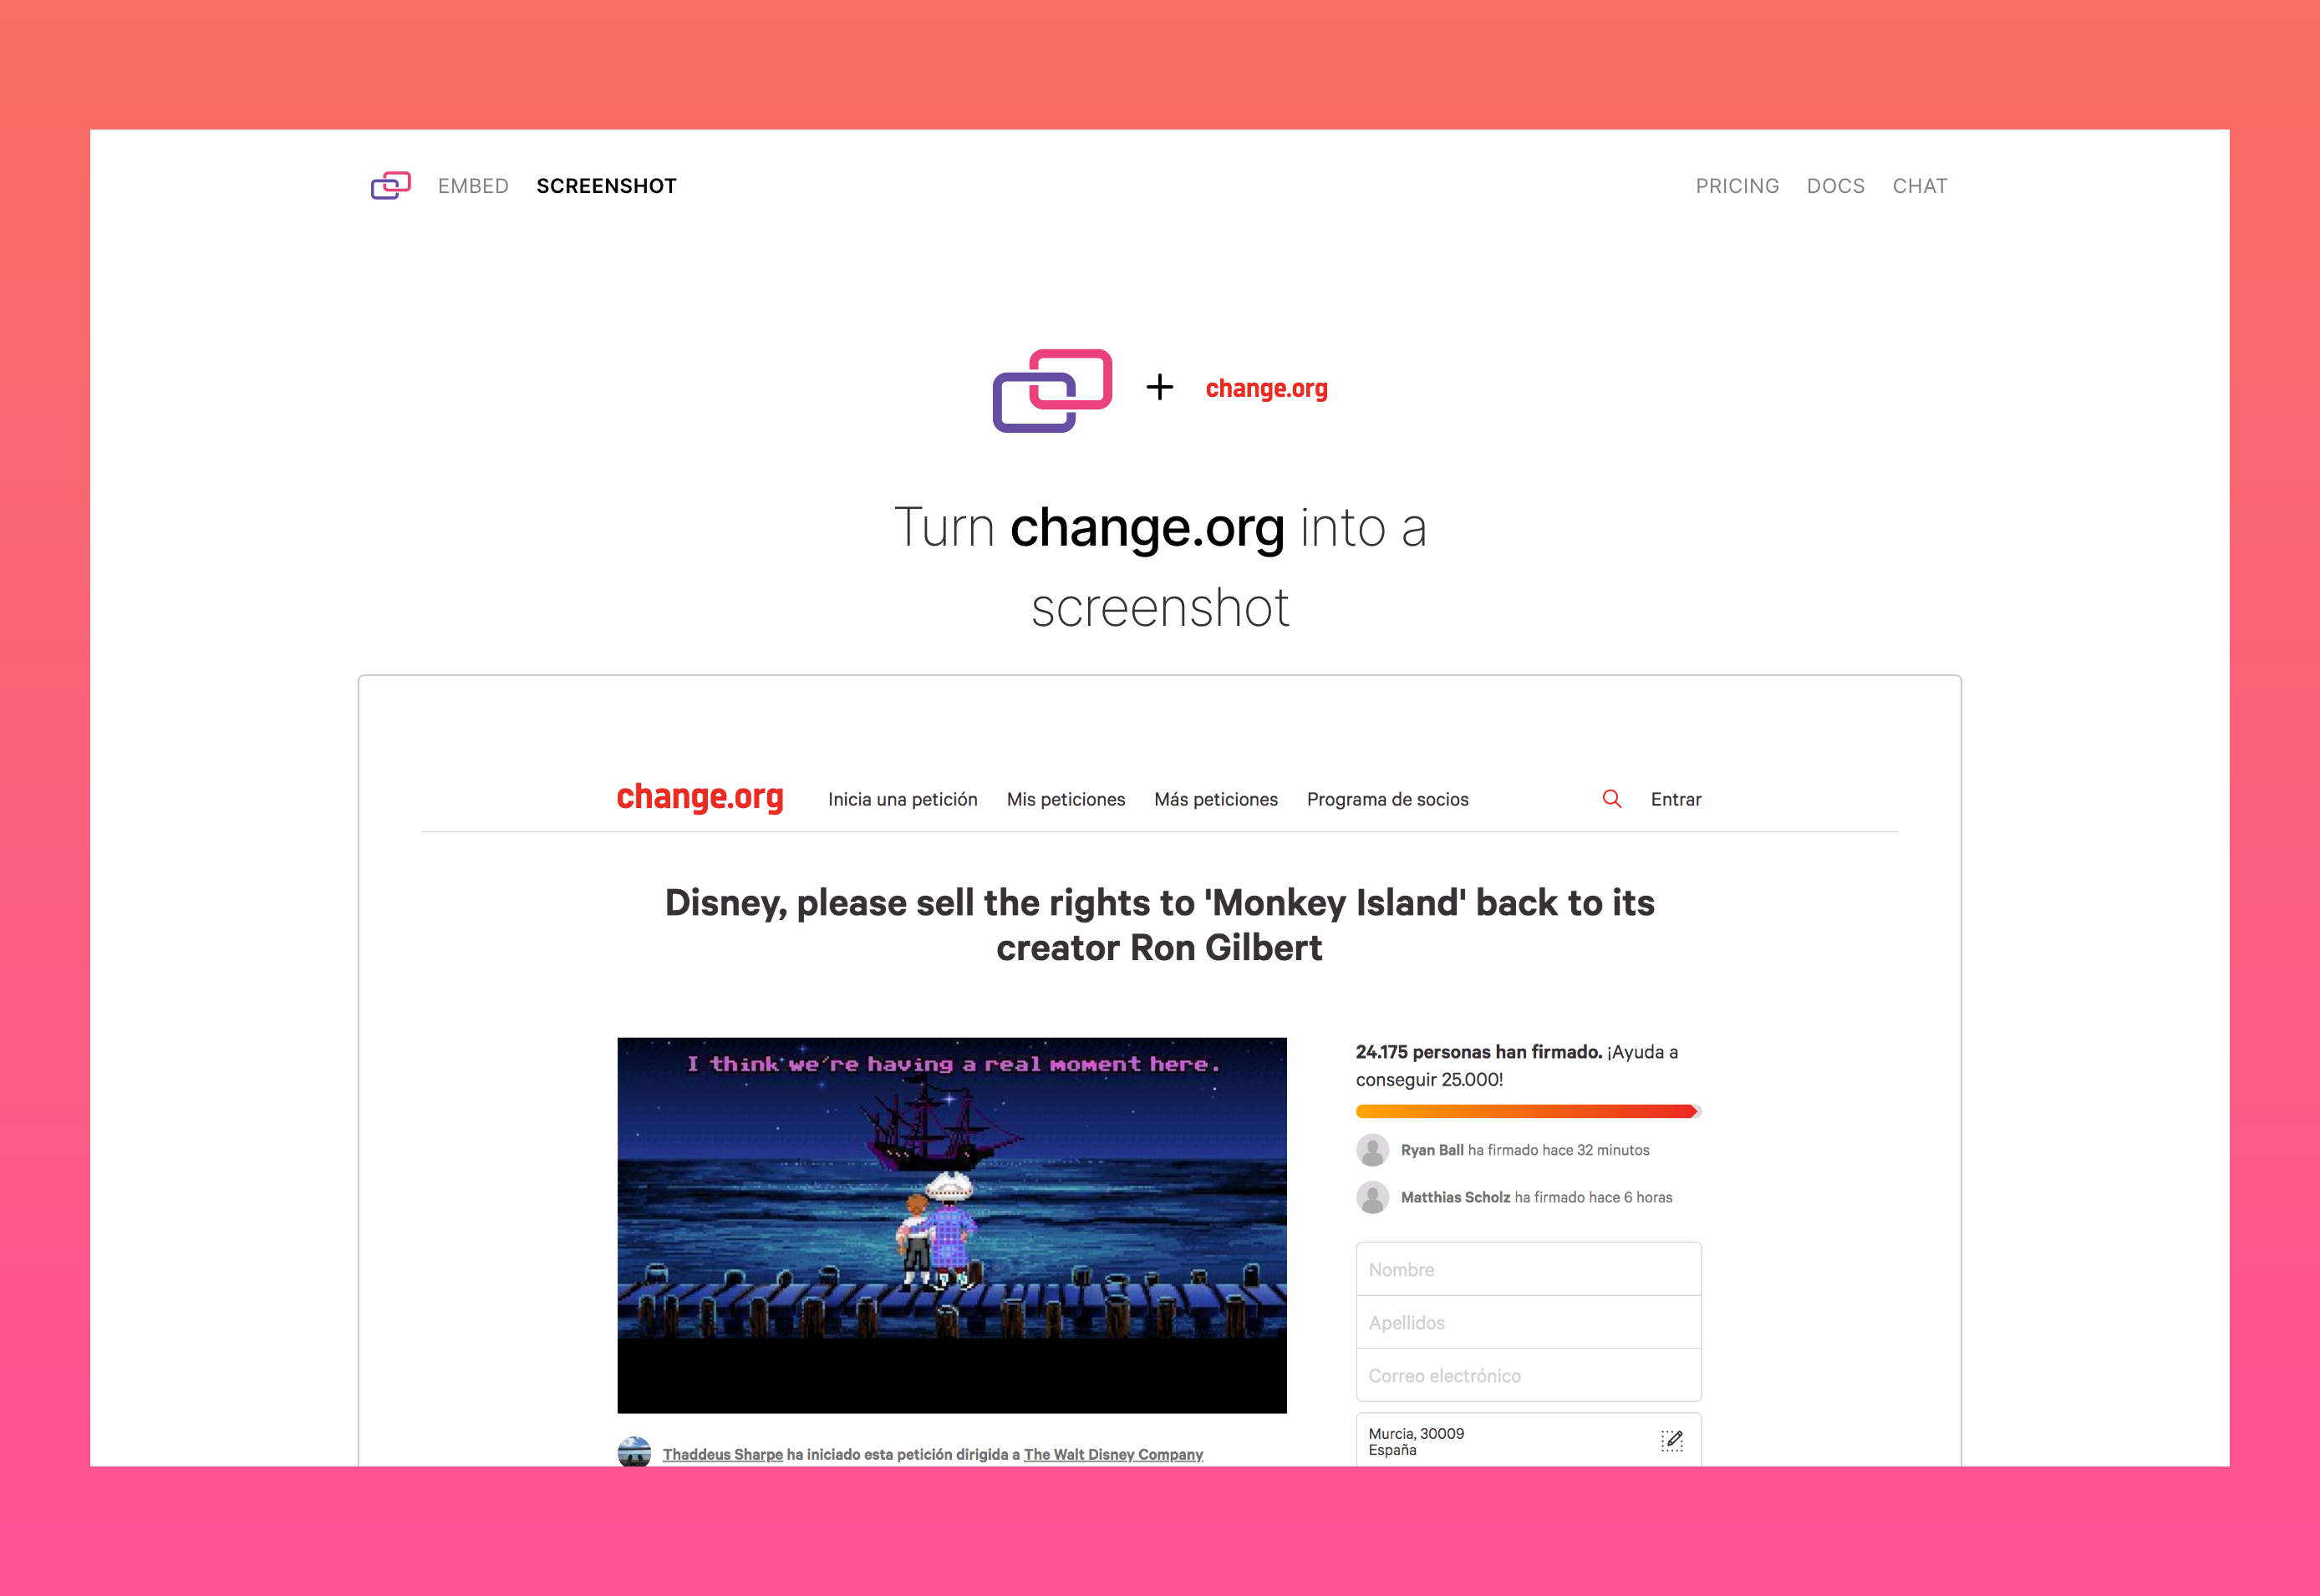 EMBED SCREENSHOT PRICING DOCS CHAT
+ change.org
Turn change.org into a
screenshot
change.org Inicia una petición Mis peticiones Más peticiones Programa de socios Entrar
Disney, please sell the rights to 'Monkey Island' back to its
creator Ron Gilbert
I think we're having a real moment here.
Thaddeus Sharpe ha iniciado esta petición dirigida a The Walt Disney Company
24.175 personas han firmado. ¡Ayuda a
conseguir 25.000!
Ryan Ball ha firmado hace 32 minutos
Matthias Scholz ha firmado hace 6 horas
Nombre
Apellidos
Correo electrónico
Murcia, 30009
España